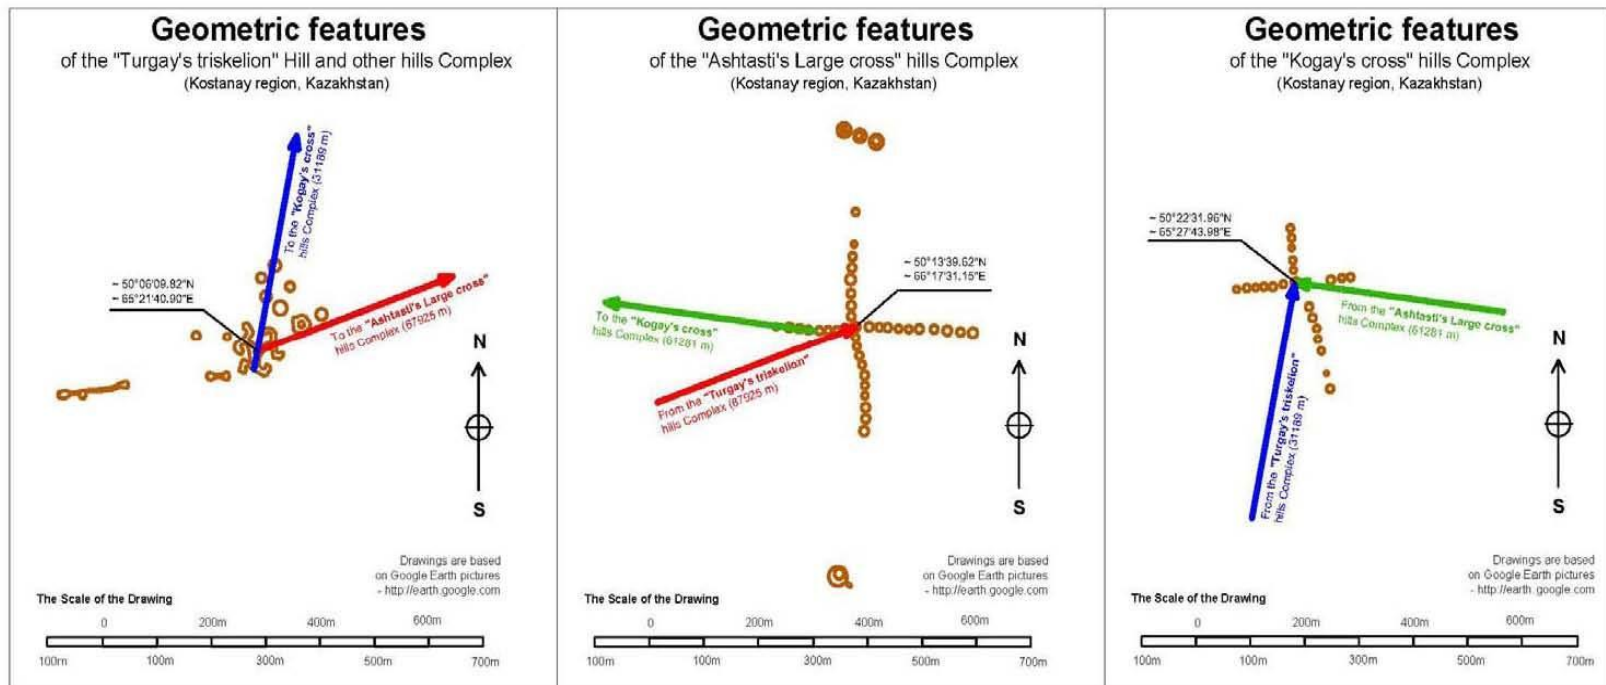 Geometric features
of the "Turgay's triskelion" Hill and other hills Complex
(Kostanay region, Kazakhstan)
To the "Kogay's cross"
hills Complex (31189 m)
~ 50°06'09.82"N
~ 65°21'40.90"E
To the "Ashtasti's Large cross"
hills Complex (67925 m)
N
S
Drawings are based
on Google Earth pictures
- http://earth.google.com
The Scale of the Drawing
0 200m 400m 600m
100m 100m 300m 500m 700m
Geometric features
of the "Ashtasti's Large cross" hills Complex
(Kostanay region, Kazakhstan)
~ 50°13'39.62"N
~ 66°17'31.15"E
To the "Kogay's cross"
hills Complex (61281 m)
From the "Turgay's triskelion"
hills Complex (67925 m)
N
S
Drawings are based
on Google Earth pictures
- http://earth.google.com
The Scale of the Drawing
0 200m 400m 600m
100m 100m 300m 500m 700m
Geometric features
of the "Kogay's cross" hills Complex
(Kostanay region, Kazakhstan)
~ 50°22'31.96"N
~ 65°27'43.98"E
From the "Ashtasti's Large cross"
hills Complex (61281 m)
From the "Turgay's triskelion"
hills Complex (31189 m)
N
S
Drawings are based
on Google Earth pictures
- http://earth.google.com
The Scale of the Drawing
0 200m 400m 600m
100m 100m 300m 500m 700m